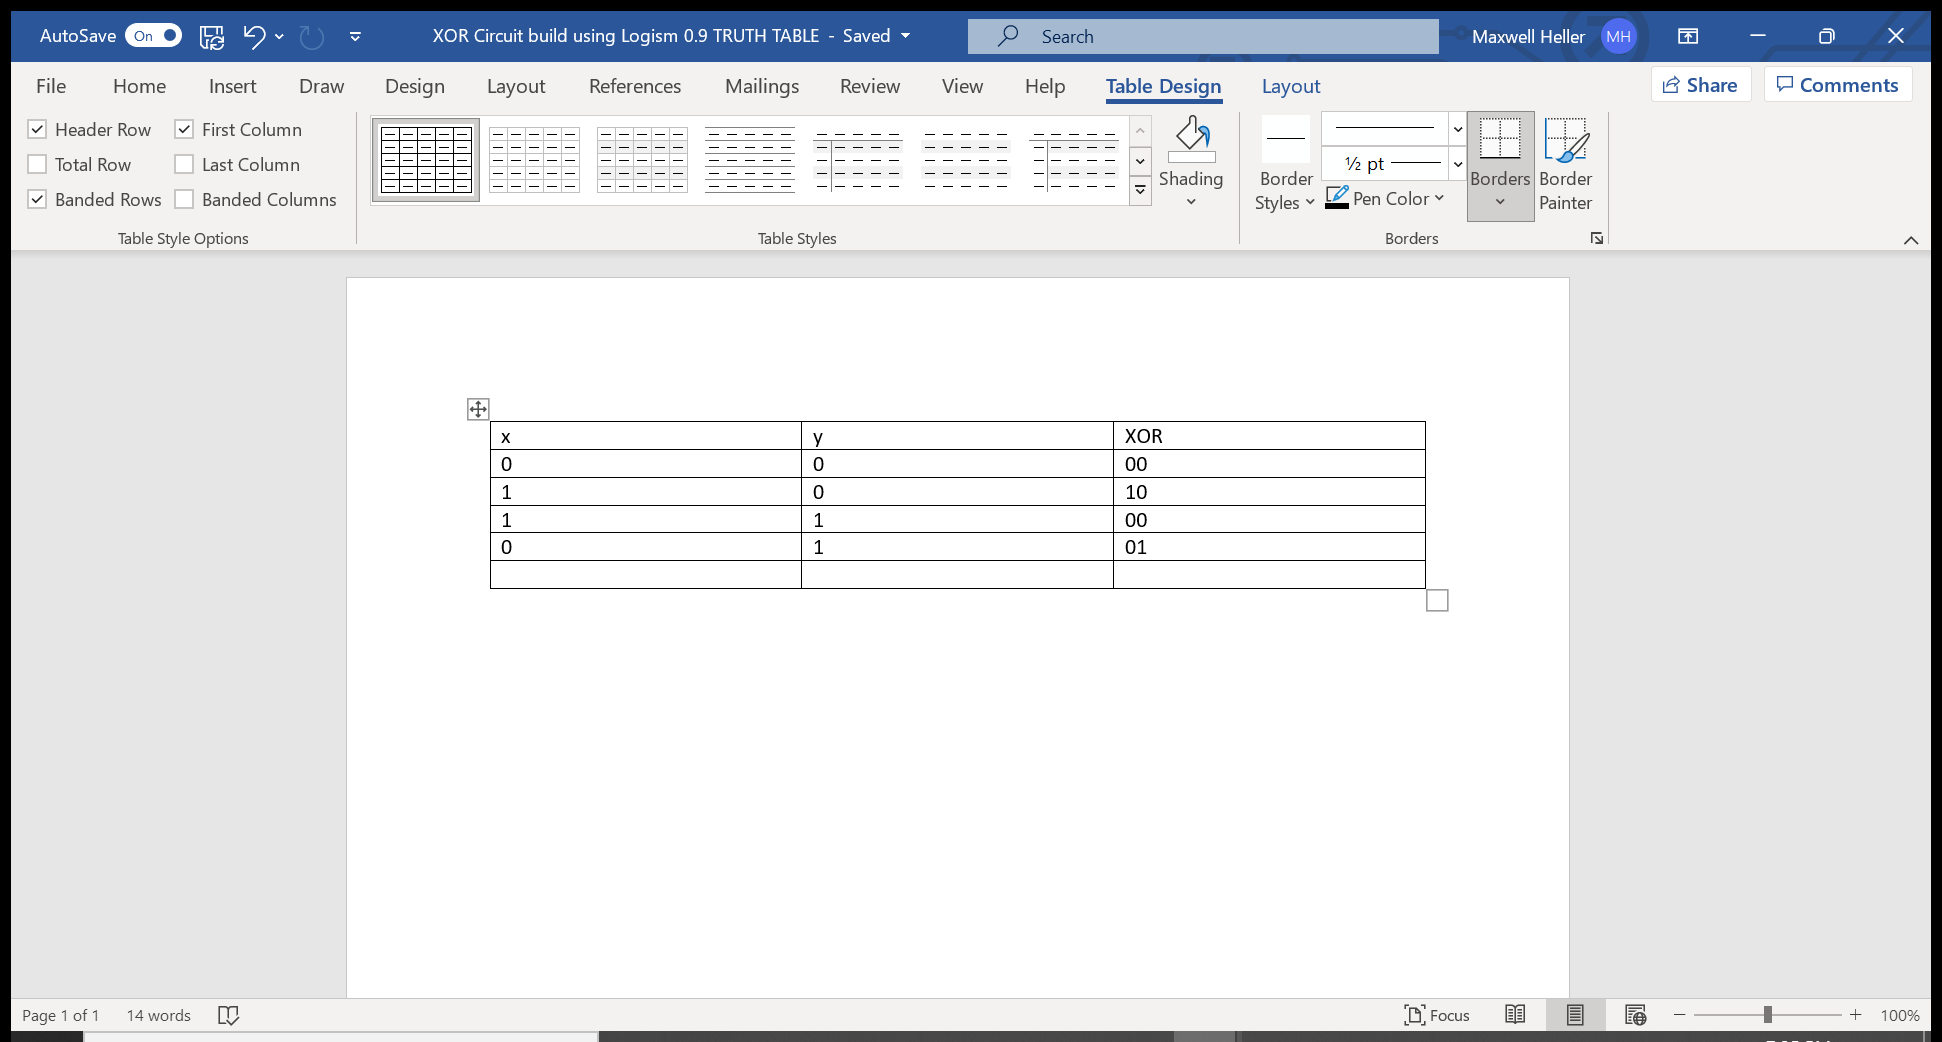 AutoSave On XOR Circuit build using Logism 0.9 TRUTH TABLE - Saved Search Maxwell Heller MH
File Home Insert Draw Design Layout References Mailings Review View Help Table Design Layout Share Comments
Header Row First Column
Total Row Last Column
Banded Rows Banded Columns
Table Style Options
Table Styles
Shading
Border Styles
½ pt
Pen Color
Borders
Border Painter
Borders
x y XOR
0 0 00
1 0 10
1 1 00
0 1 01
Page 1 of 1 14 words Focus 100%